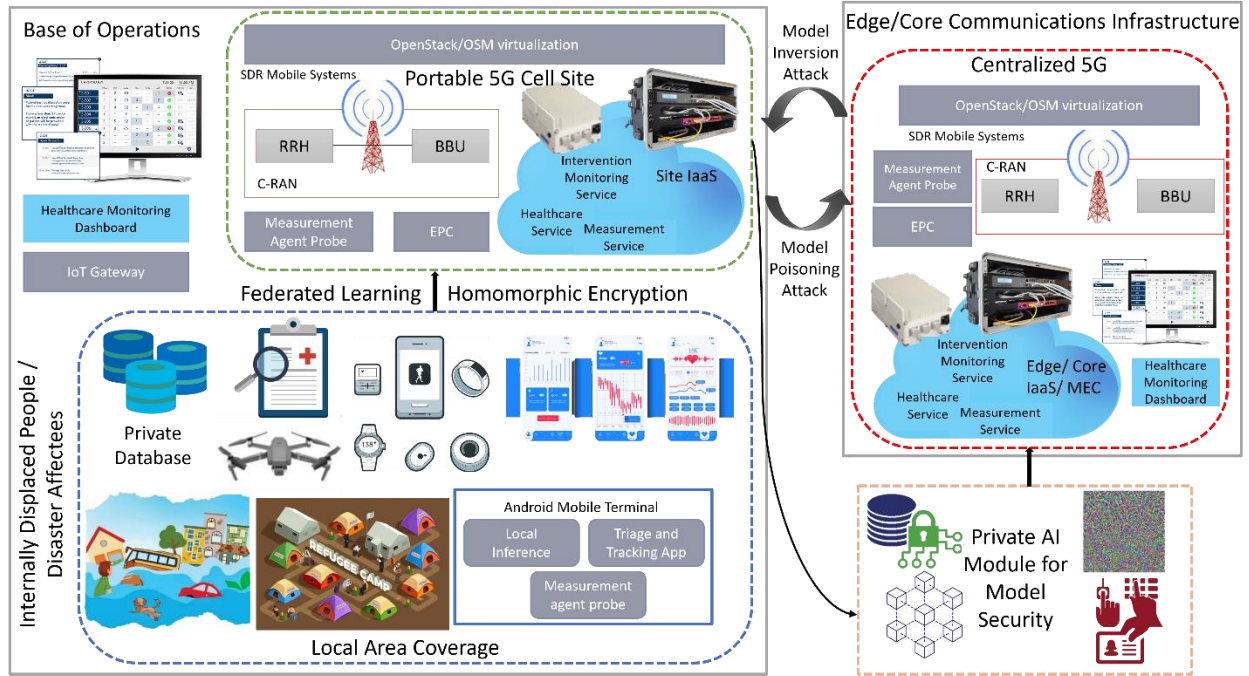 Base of Operations
OpenStack/OSM virtualization
SDR Mobile Systems
Portable 5G Cell Site
RRH
BBU
C-RAN
Intervention
Monitoring
Service
Site IaaS
Healthcare
Service
Measurement
Service
Measurement
Agent Probe
EPC
Healthcare Monitoring
Dashboard
IoT Gateway
Federated Learning
Homomorphic Encryption
Internally Displaced People /
Disaster Affectees
Private
Database
138°
REFUGEE CAMP
Android Mobile Terminal
Local
Inference
Triage and
Tracking App
Measurement
agent probe
Local Area Coverage
Model
Inversion
Attack
Model
Poisoning
Attack
Edge/Core Communications Infrastructure
Centralized 5G
OpenStack/OSM virtualization
SDR Mobile Systems
Measurement
Agent Probe
EPC
C-RAN
RRH
BBU
Intervention
Monitoring
Service
Edge/ Core
IaaS/ MEC
Healthcare
Service
Measurement
Service
Healthcare
Monitoring
Dashboard
Private AI
Module for
Model
Security